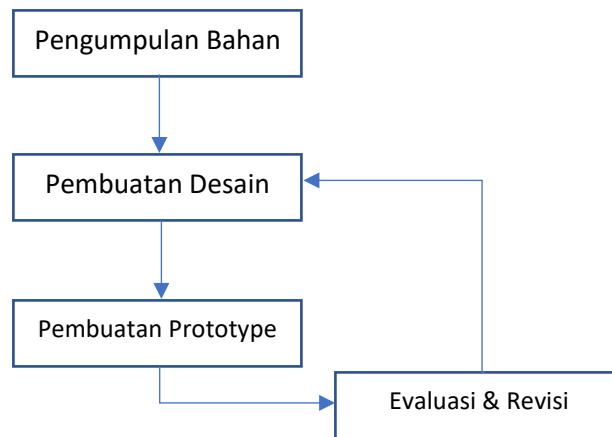 Pengumpulan Bahan
Pembuatan Desain
Pembuatan Prototype
Evaluasi & Revisi